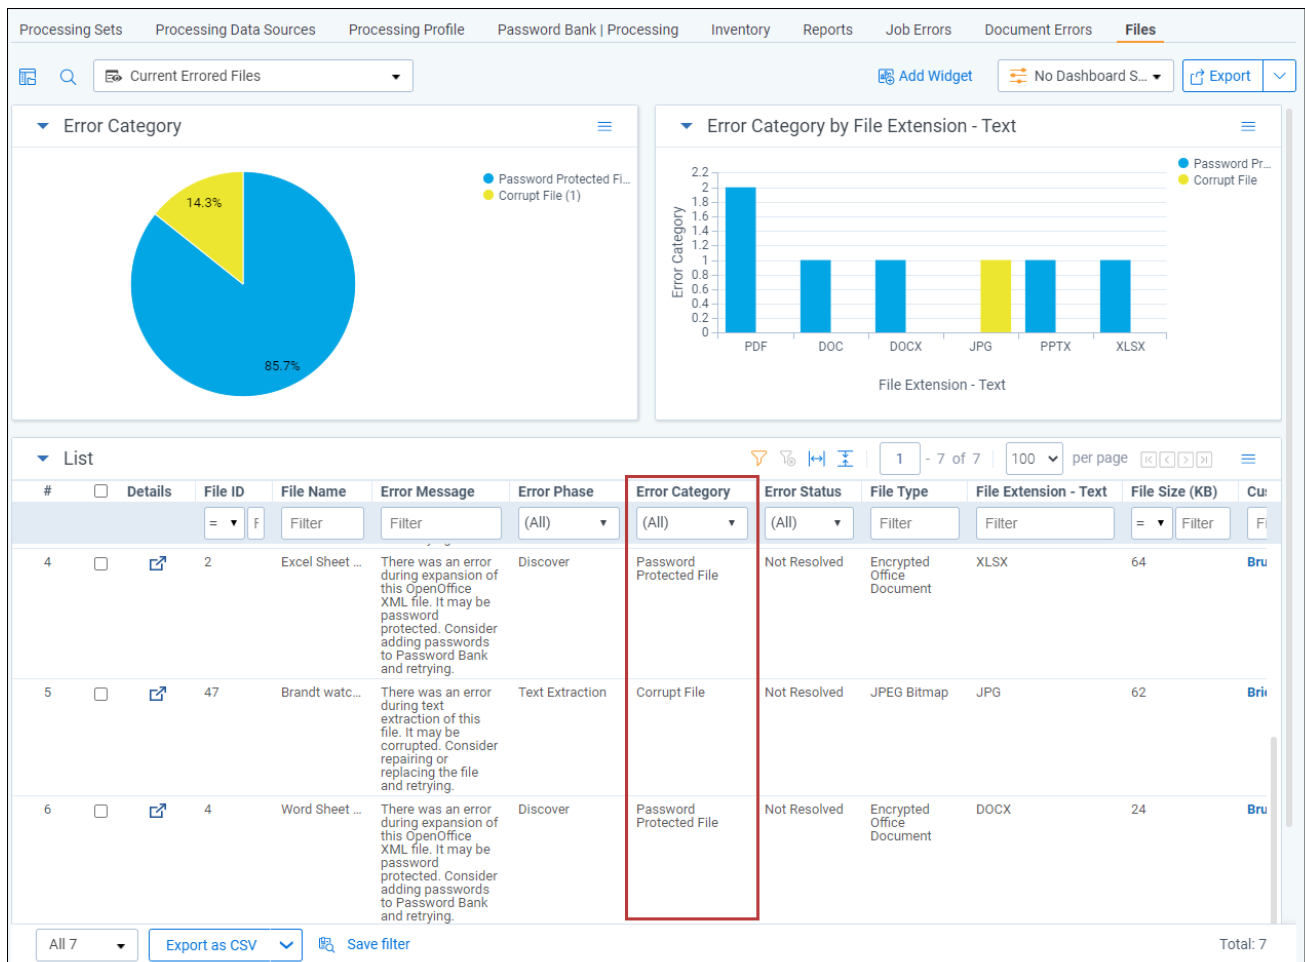 Processing Sets Processing Data Sources Processing Profile Password Bank | Processing Inventory Reports Job Errors Document Errors Files
Current Errored Files Add Widget No Dashboard S... Export
Error Category
Password Protected Fi...
Corrupt File (1)
14.3%
85.7%
Error Category by File Extension - Text
Password Pr...
Corrupt File
Error Category
2.2
2
1.8
1.6
1.4
1.2
1
0.8
0.6
0.4
0.2
0
PDF DOC DOCX JPG PPTX XLSX
File Extension - Text
List 1 - 7 of 7 100 per page
# Details File ID File Name Error Message Error Phase Error Category Error Status File Type File Extension - Text File Size (KB) Cus
= F Filter Filter (All) (All) (All) Filter Filter = Filter Fi
4 2 Excel Sheet ... There was an error Discover Password Not Resolved Encrypted XLSX 64 Bru
during expansion of Protected File Office
this OpenOffice Document
XML file. It may be
password
protected. Consider
adding passwords
to Password Bank
and retrying.
5 47 Brandt watc... There was an error Text Extraction Corrupt File Not Resolved JPEG Bitmap JPG 62 Brie
during text
extraction of this
file. It may be
corrupted. Consider
repairing or
replacing the file
and retrying.
6 4 Word Sheet ... There was an error Discover Password Not Resolved Encrypted DOCX 24 Bru
during expansion of Protected File Office
this OpenOffice Document
XML file. It may be
password
protected. Consider
adding passwords
to Password Bank
and retrying.
All 7 Export as CSV Save filter Total: 7